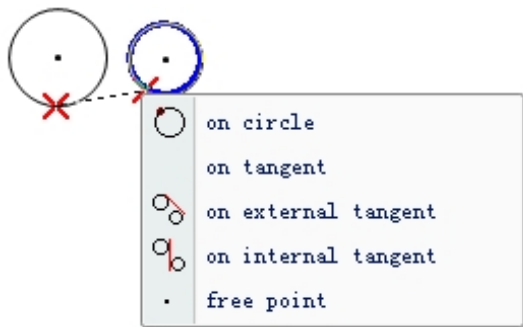 on circle
on tangent
on external tangent
on internal tangent
free point